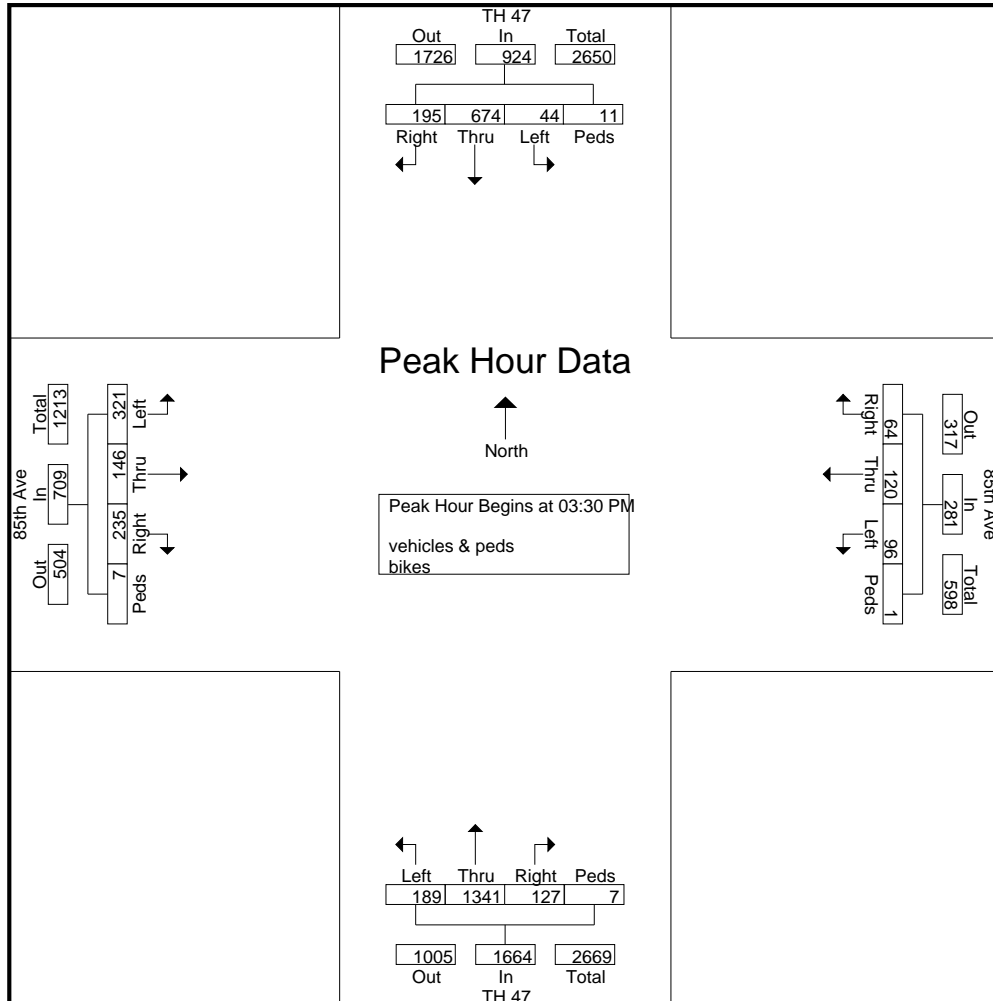 TH 47
Out In Total
1726 924 2650
195 674 44 11
Right Thru Left Peds
Peak Hour Data
North
Peak Hour Begins at 03:30 PM
vehicles & peds
bikes
85th Ave
Total In Out
1213 709 504
321 146 235 7
Left Thru Right Peds
Right Thru Left Peds
64 120 96 1
317 281 598
Out In Total
85th Ave
Left Thru Right Peds
189 1341 127 7
1005 1664 2669
Out In Total
TH 47